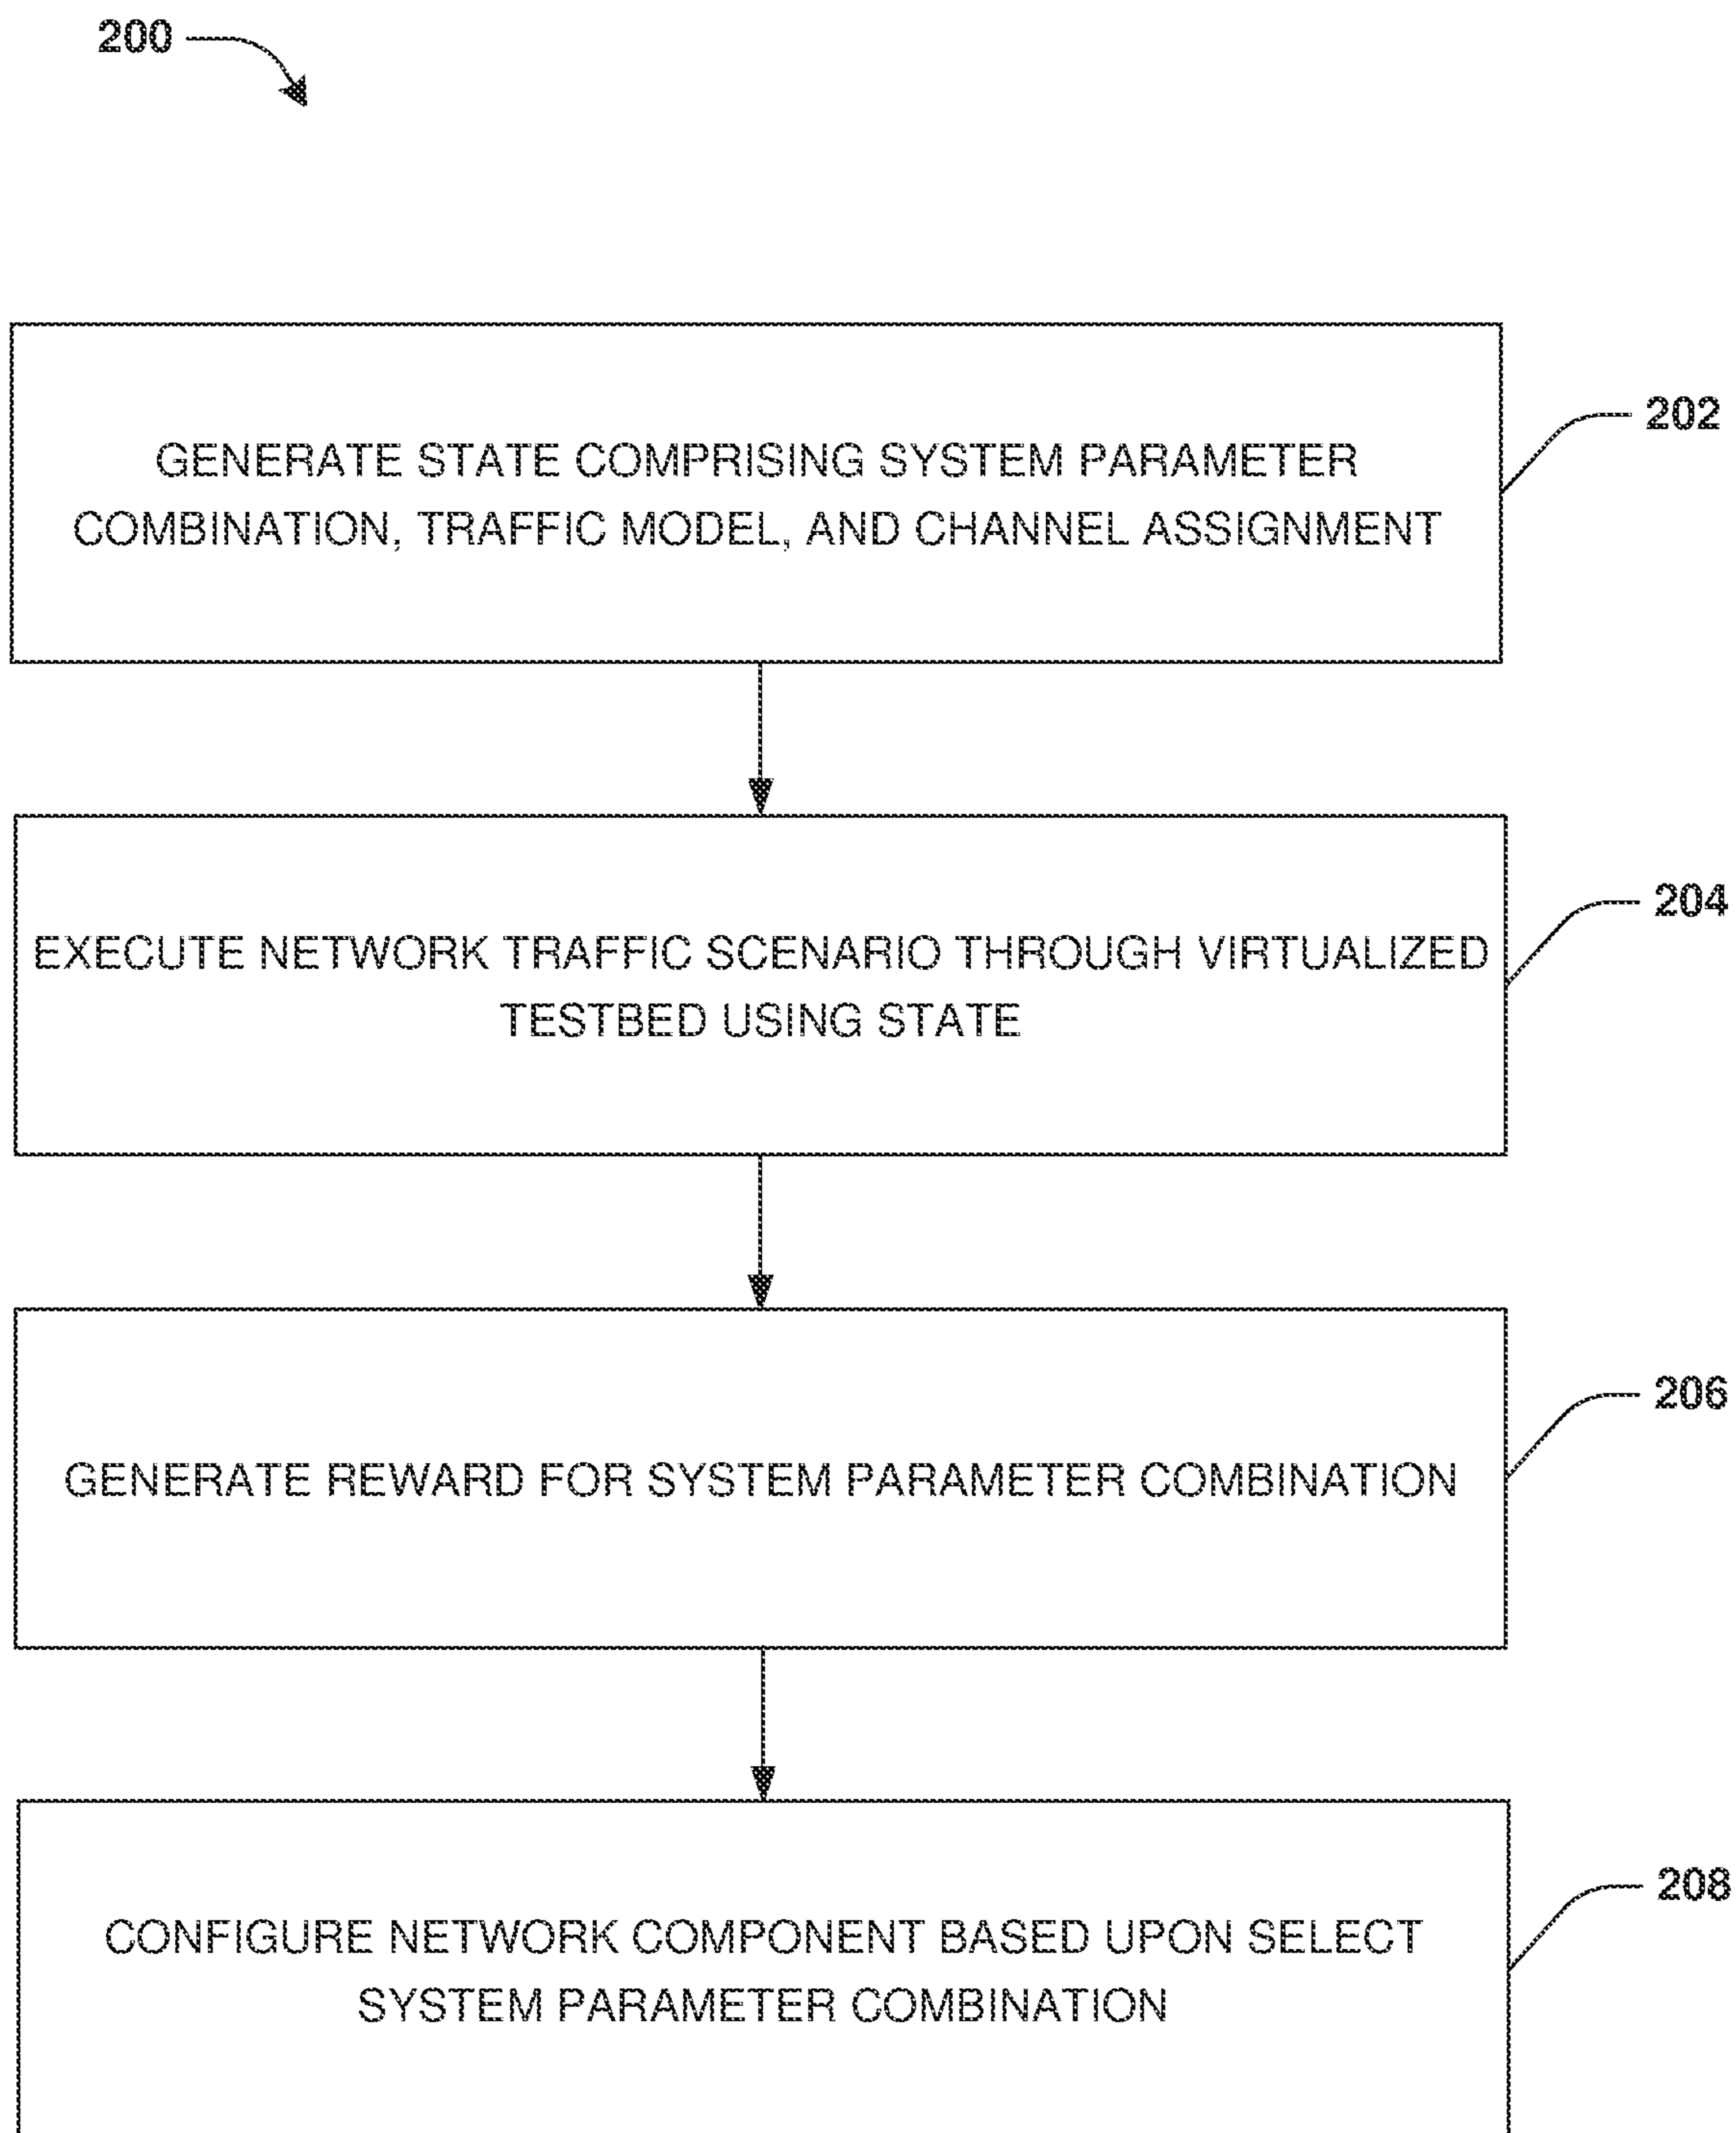 200
GENERATE STATE COMPRISING SYSTEM PARAMETER
COMBINATION, TRAFFIC MODEL, AND CHANNEL ASSIGNMENT
202
EXECUTE NETWORK TRAFFIC SCENARIO THROUGH VIRTUALIZED
TESTBED USING STATE
204
GENERATE REWARD FOR SYSTEM PARAMETER COMBINATION
206
CONFIGURE NETWORK COMPONENT BASED UPON SELECT
SYSTEM PARAMETER COMBINATION
208